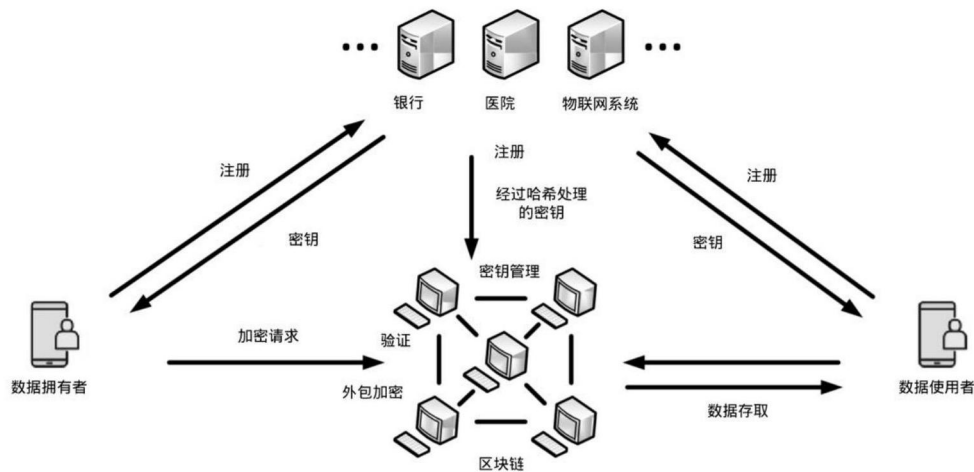 银行
医院
物联网系统
注册
注册
注册
经过哈希处理
的密钥
密钥
密钥
密钥管理
加密请求
验证
数据拥有者
外包加密
数据使用者
数据存取
区块链